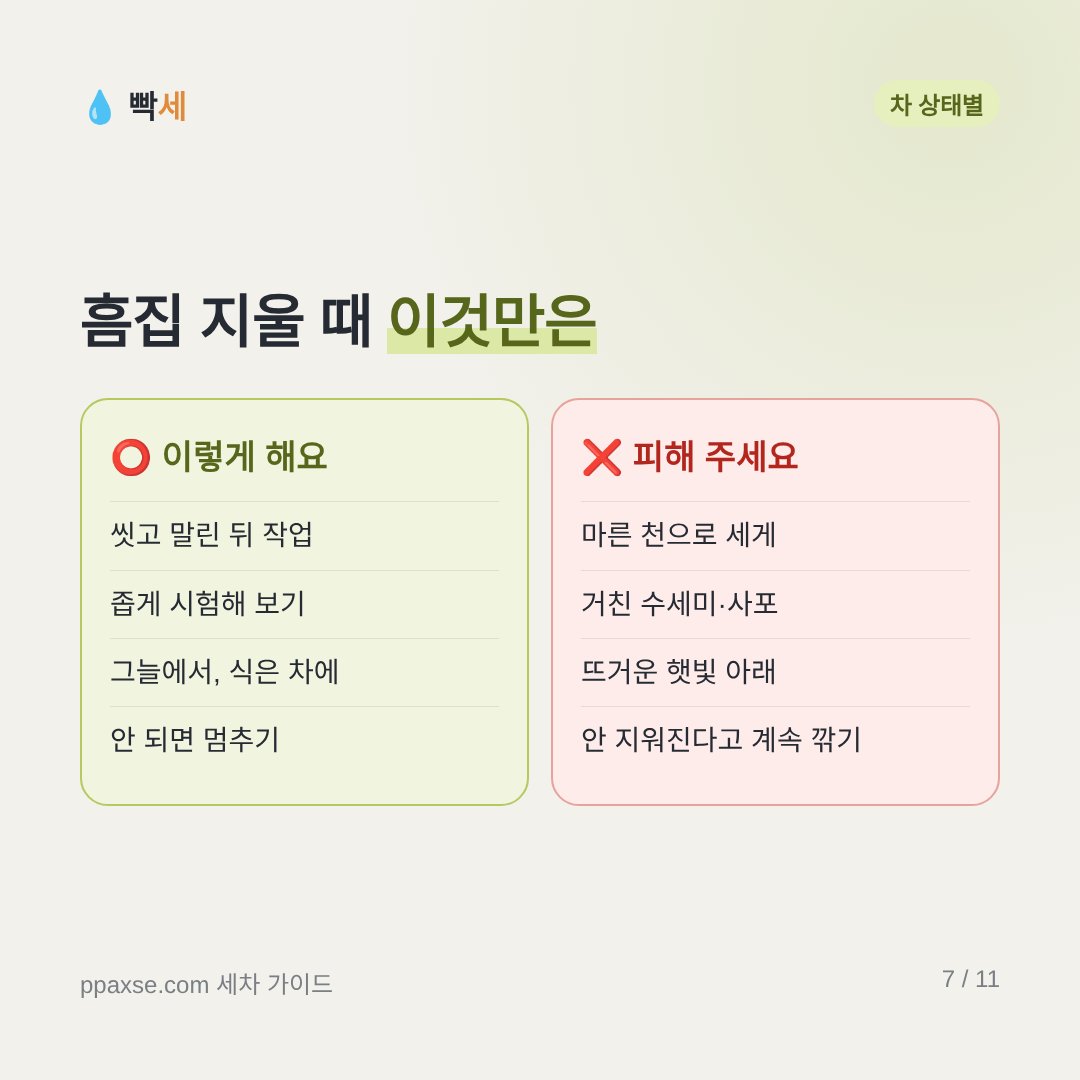 💧 빡세
차 상태별
흠집 지울 때 이것만은
⭕ 이렇게 해요
씻고 말린 뒤 작업
좁게 시험해 보기
그늘에서, 식은 차에
안 되면 멈추기
❌ 피해 주세요
마른 천으로 세게
거친 수세미·사포
뜨거운 햇빛 아래
안 지워진다고 계속 깎기
ppaxse.com 세차 가이드
7 / 11